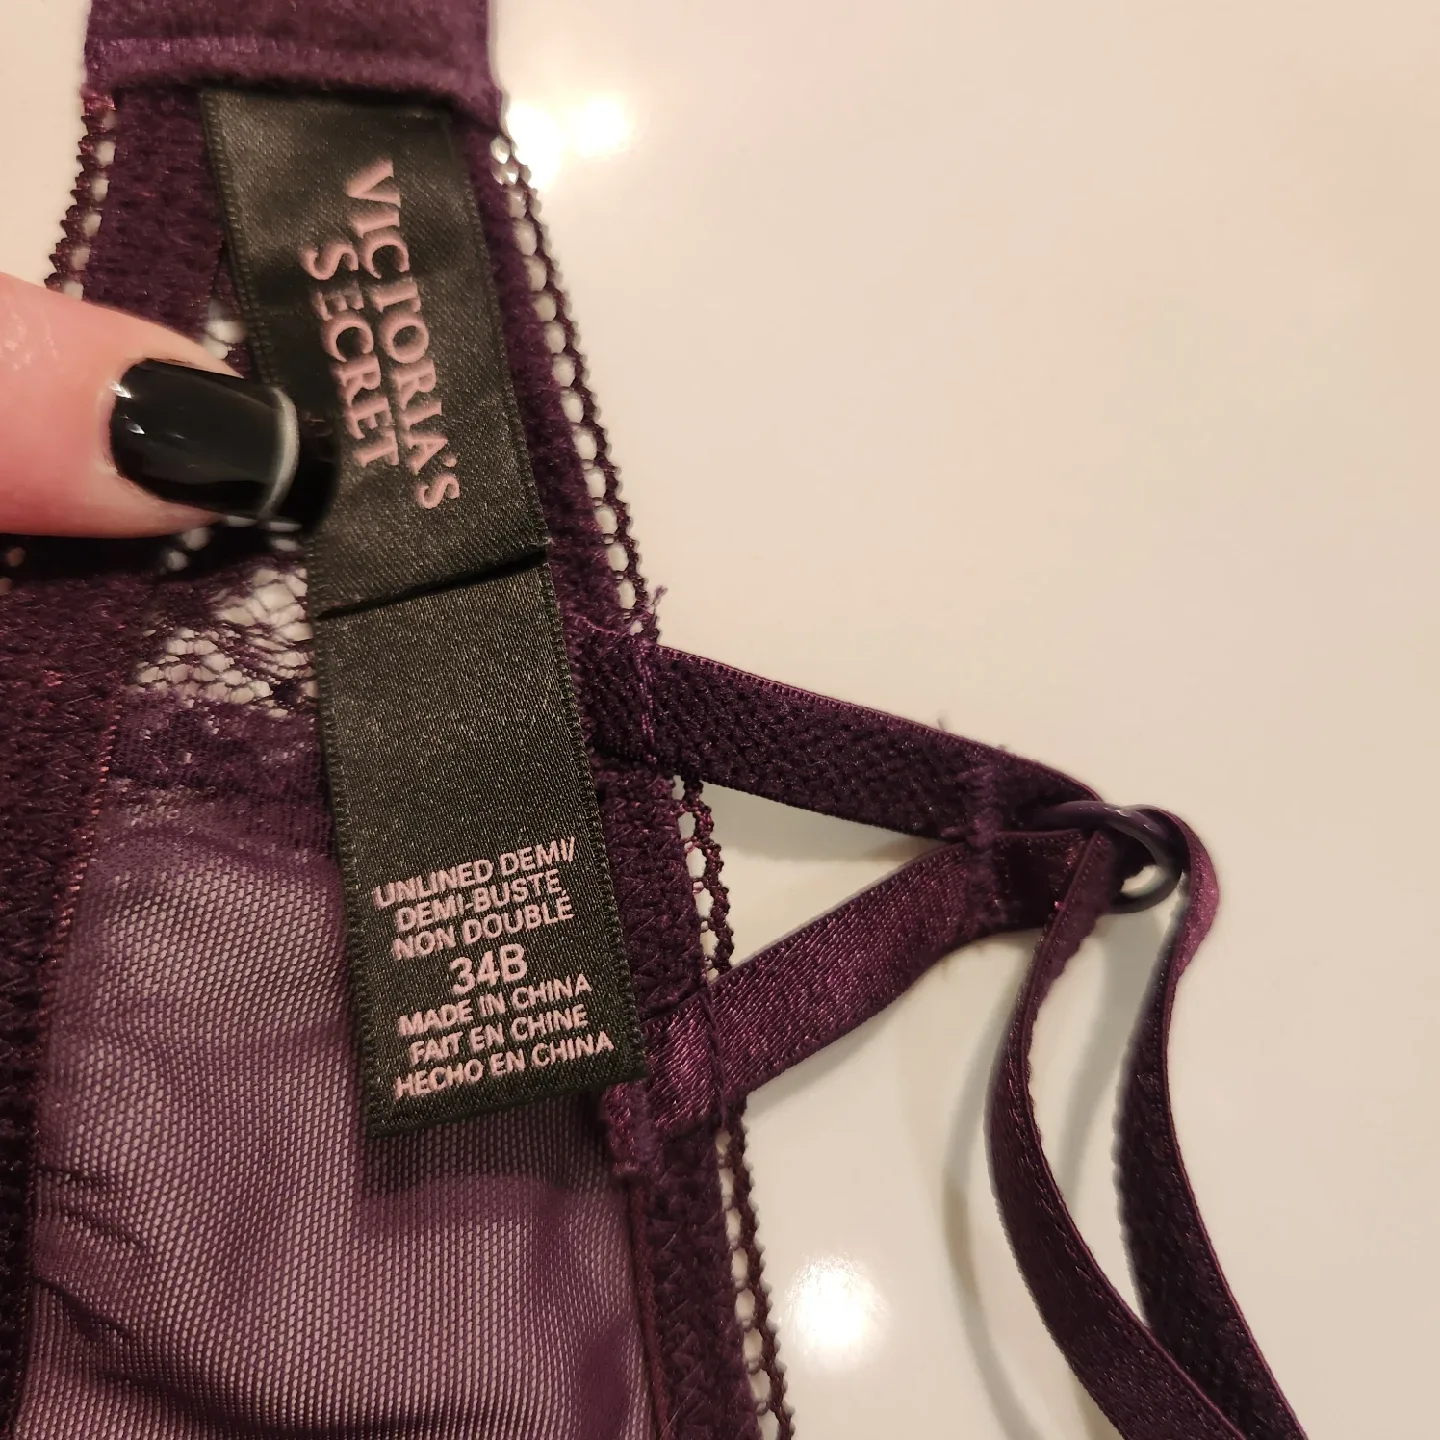 VICTORIA'S
SECRET
UNLINED DEMI/
DEMI-BUSTE
NON DOUBLÉ
34B
MADE IN CHINA
FAIT EN CHINE
HECHO EN CHINA